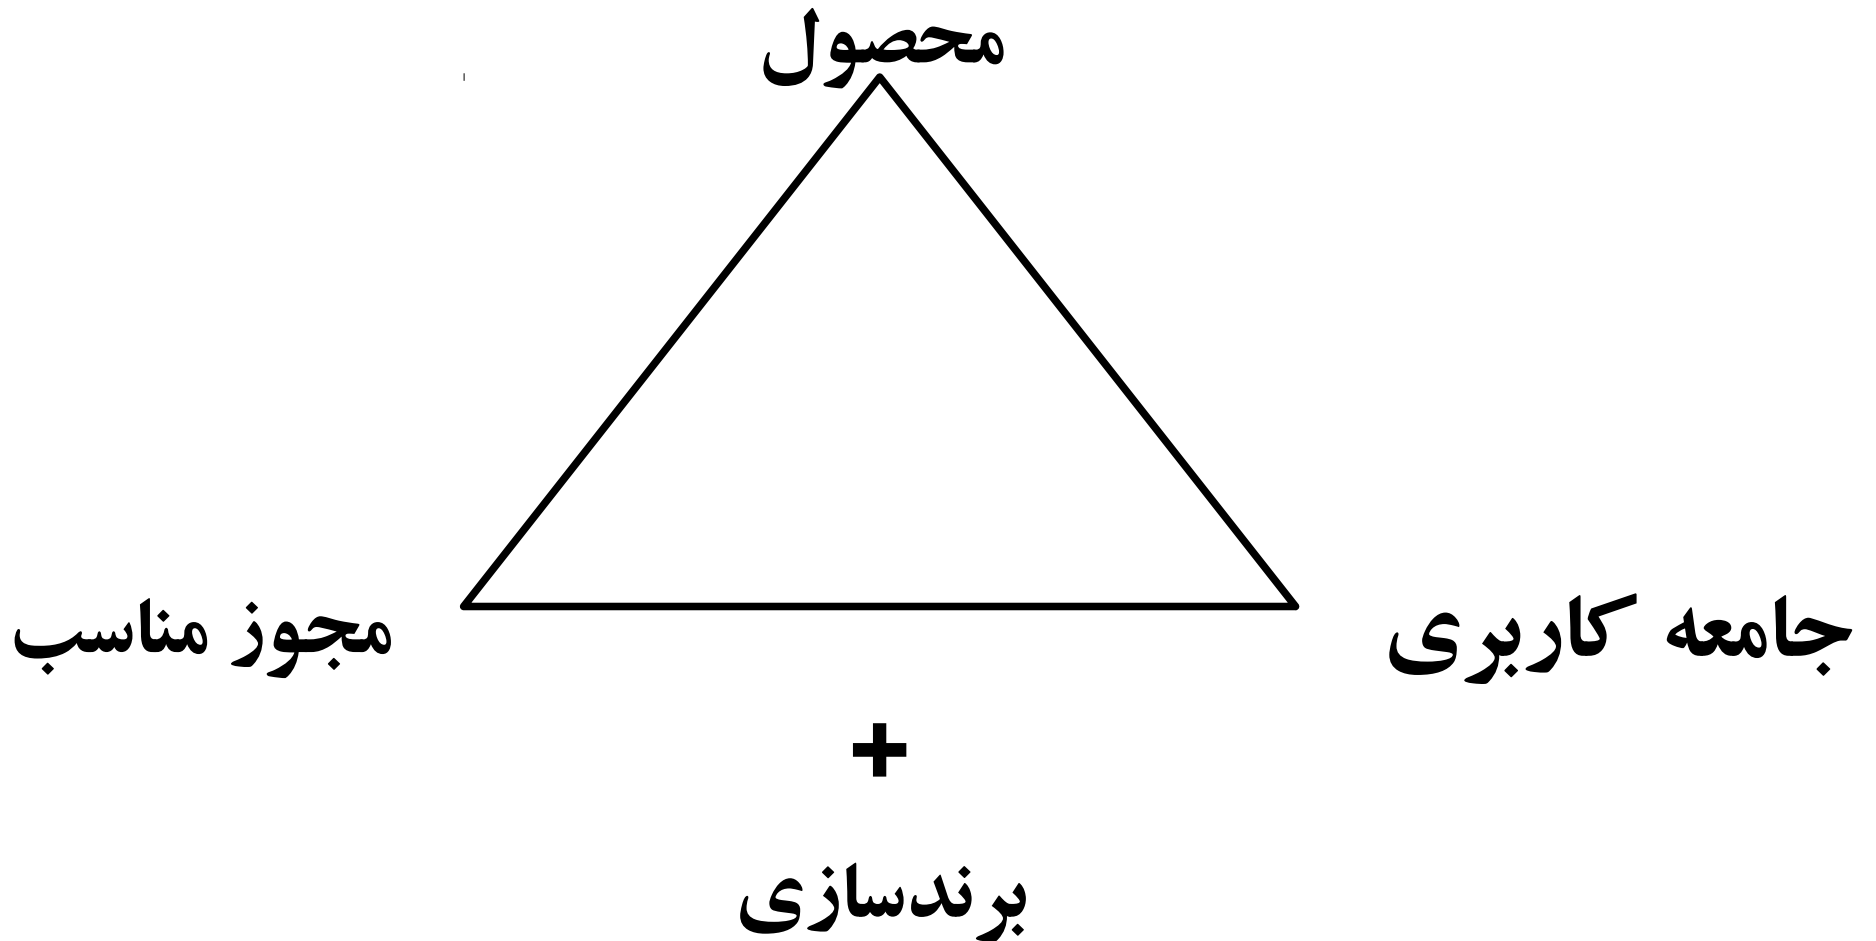 محصول
جامعه کاربری
مجوز مناسب
+
برندسازی